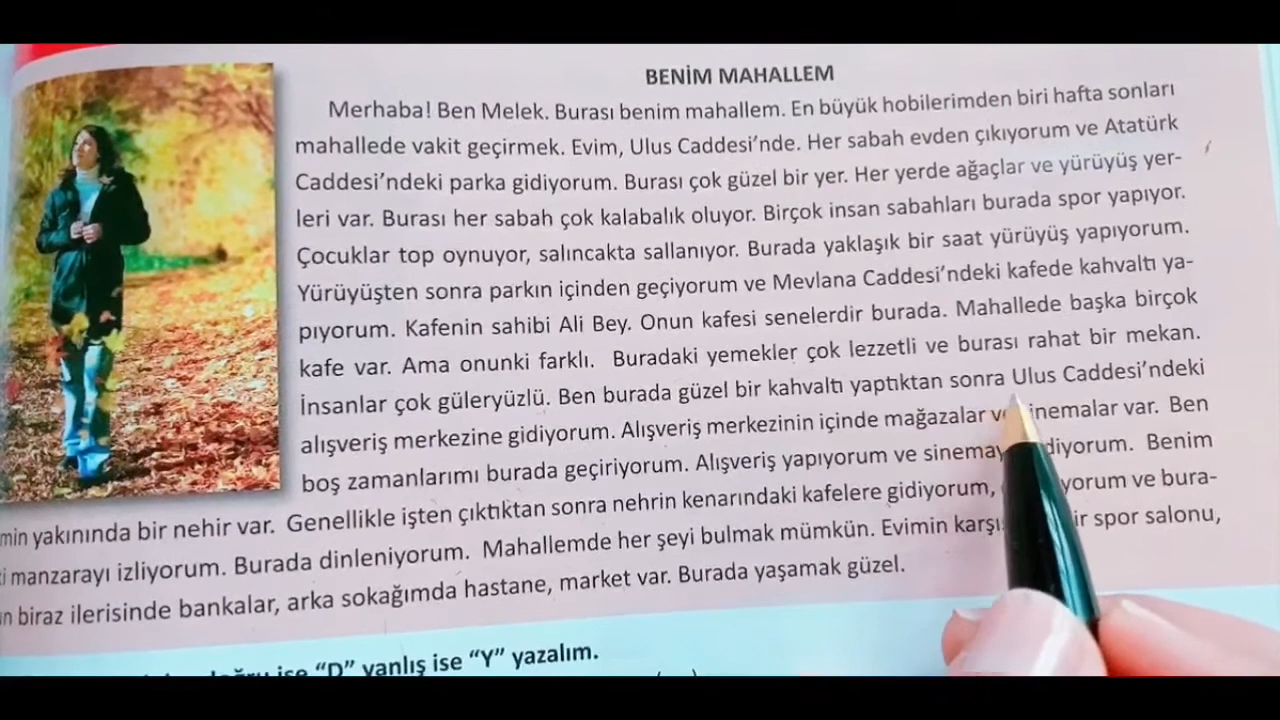 BENİM MAHALLEM
Merhaba! Ben Melek. Burası benim mahallem. En büyük hobilerimden biri hafta sonları
mahallede vakit geçirmek. Evim, Ulus Caddesi’nde. Her sabah evden çıkıyorum ve Atatürk
Caddesi’ndeki parka gidiyorum. Burası çok güzel bir yer. Her yerde ağaçlar ve yürüyüş yer-
leri var. Burası her sabah çok kalabalık oluyor. Birçok insan sabahları burada spor yapıyor.
Çocuklar top oynuyor, salıncakta sallanıyor. Burada yaklaşık bir saat yürüyüş yapıyorum.
Yürüyüşten sonra parkın içinden geçiyorum ve Mevlana Caddesi’ndeki kafede kahvaltı ya-
pıyorum. Kafenin sahibi Ali Bey. Onun kafesi senelerdir burada. Mahallede başka birçok
kafe var. Ama onunki farklı. Buradaki yemekler çok lezzetli ve burası rahat bir mekan.
İnsanlar çok güleryüzlü. Ben burada güzel bir kahvaltı yaptıktan sonra Ulus Caddesi’ndeki
alışveriş merkezine gidiyorum. Alışveriş merkezinin içinde mağazalar var. Ben
boş zamanlarımı burada geçiriyorum. Alışveriş yapıyorum ve Benim
yakınında bir nehir var. Genellikle işten çıktıktan sonra nehrin kenarındaki kafelere gidiyorum, ve bura-
manzarayı izliyorum. Burada dinleniyorum. Mahallemde her şeyi bulmak mümkün. Evimin spor salonu,
biraz ilerisinde bankalar, arka sokağımda hastane, market var. Burada yaşamak güzel.
ise “D” yanlış ise “Y” yazalım.